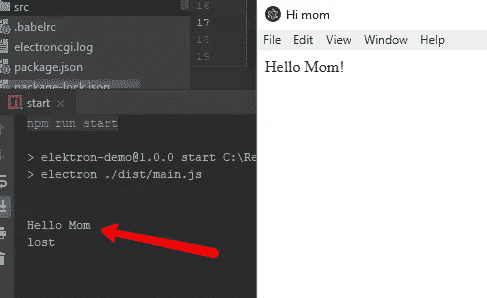 src
.babelrc
electroncgi.log
package.json
package-lock.json
16
17
18
19
start ×
npm run start
> elektron-demo@1.0.0 start C:\Re
> electron ./dist/main.js
Hello Mom
lost
Hi mom
File Edit View Window Help
Hello Mom!